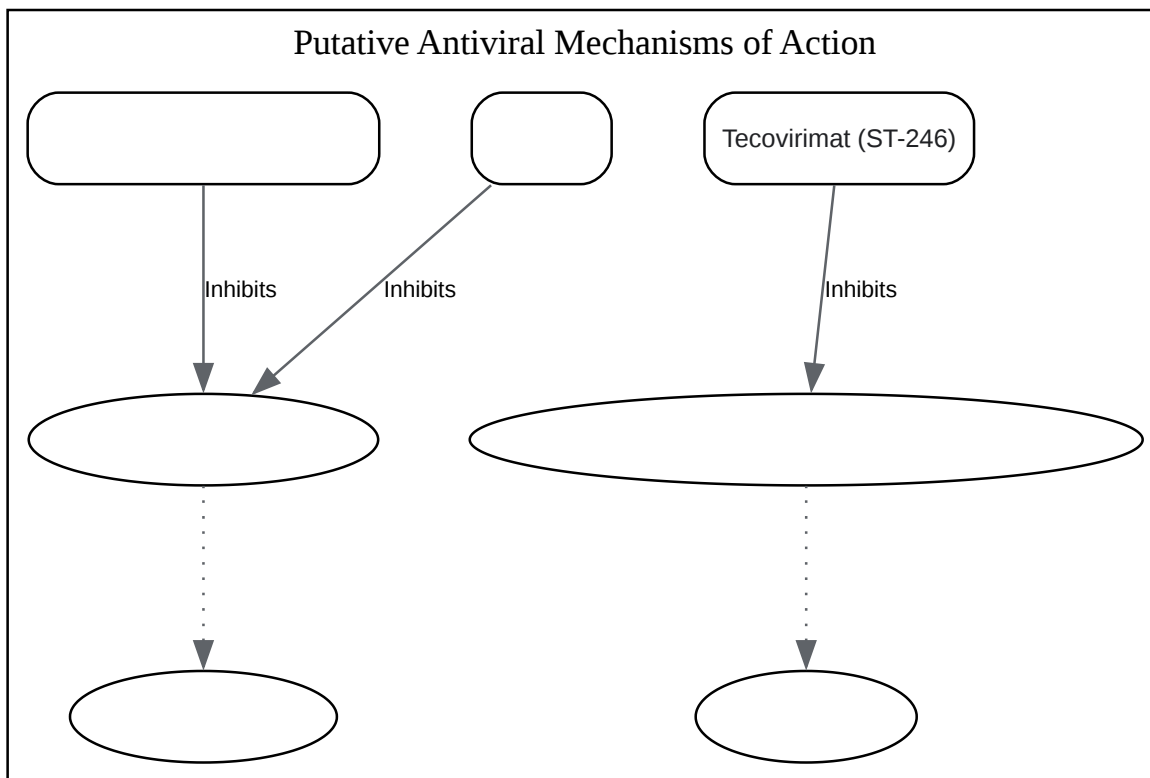 Putative Antiviral Mechanisms of Action
Tecovirimat (ST-246)
Inhibits
Inhibits
Inhibits